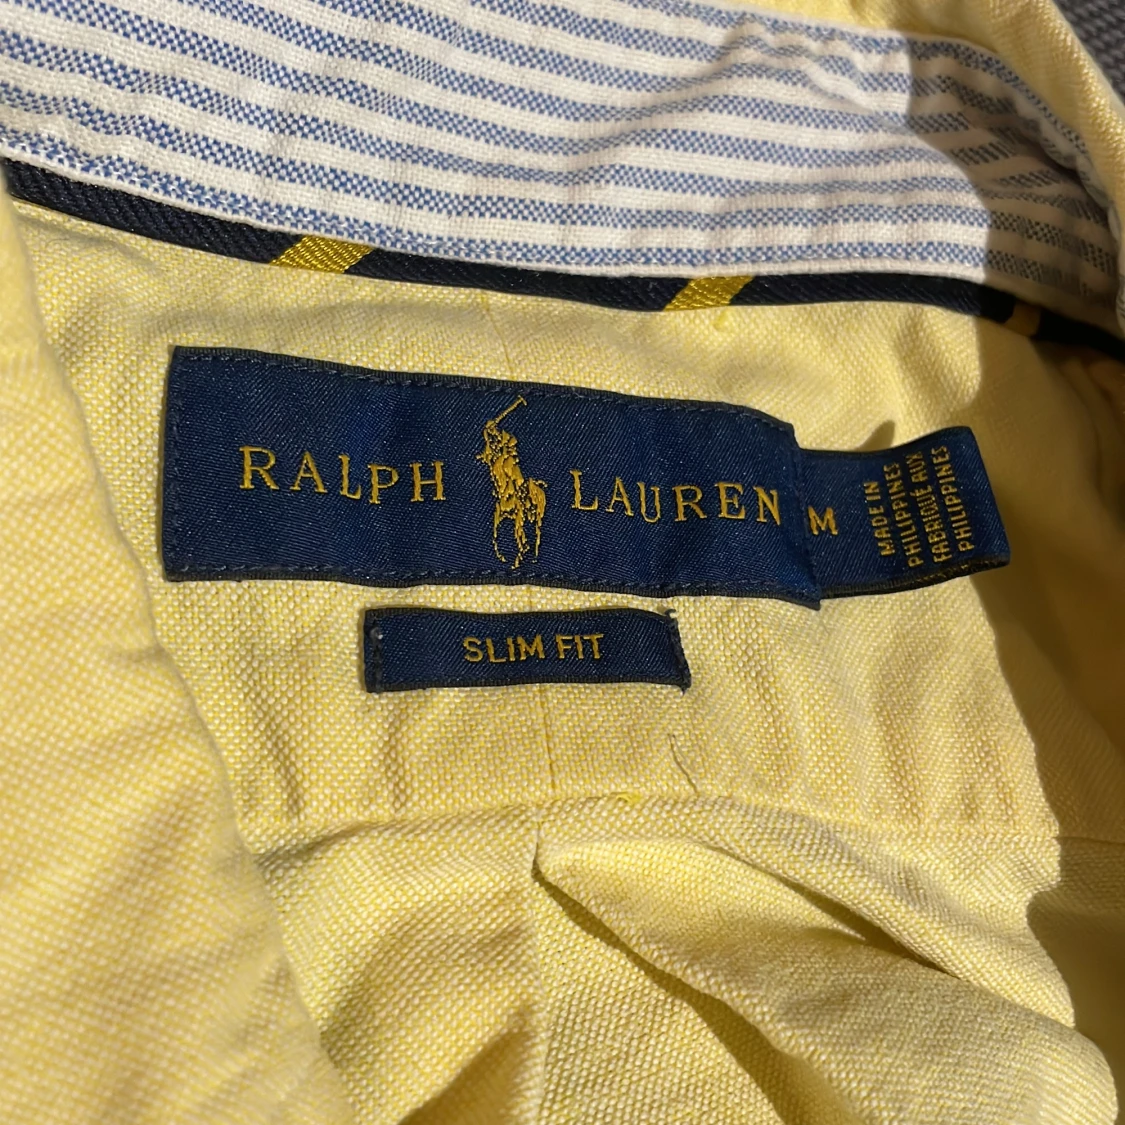 RALPH LAUREN
M
MADE IN
PHILIPPINES
FABRIQUÉ AUX
PHILIPPINES
SLIM FIT